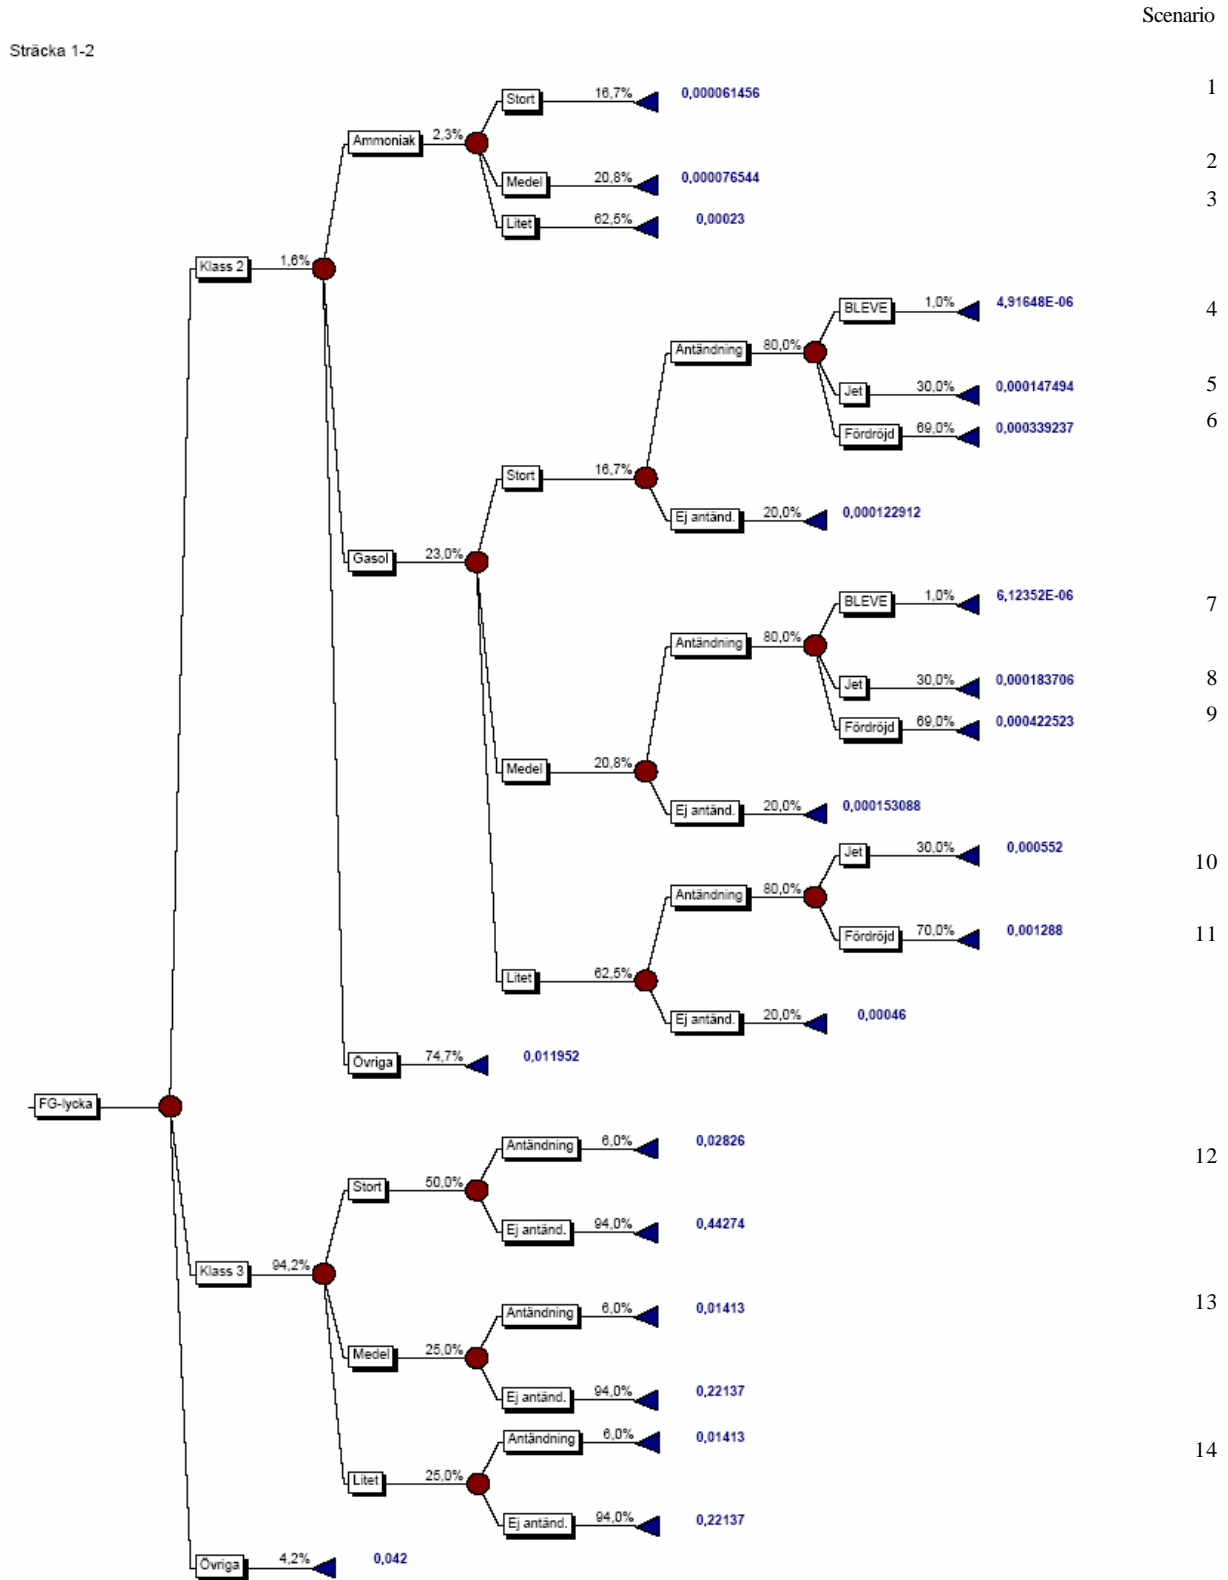 Scenario
Sträcka 1-2
Stort 16,7% 0,000061456 1
Ammoniak 2,3%
Medel 20,8% 0,000076544 2
Litet 62,5% 0,00023 3
Klass 2 1,6%
BLEVE 1,0% 4,91648E-06 4
Antändning 80,0%
Jet 30,0% 0,000147494 5
Fördröjd 69,0% 0,000339237 6
Stort 16,7%
Ej antänd. 20,0% 0,000122912
Gasol 23,0%
BLEVE 1,0% 6,12352E-06 7
Antändning 80,0%
Jet 30,0% 0,000183706 8
Fördröjd 69,0% 0,000422523 9
Medel 20,8%
Ej antänd. 20,0% 0,000153088
Jet 30,0% 0,000552 10
Antändning 80,0%
Fördröjd 70,0% 0,001288 11
Litet 62,5%
Ej antänd. 20,0% 0,00046
Övriga 74,7% 0,011952
FG-lycka
Antändning 6,0% 0,02826 12
Stort 50,0%
Ej antänd. 94,0% 0,44274
Klass 3 94,2%
Antändning 6,0% 0,01413 13
Medel 25,0%
Ej antänd. 94,0% 0,22137
Antändning 6,0% 0,01413 14
Litet 25,0%
Ej antänd. 94,0% 0,22137
Övriga 4,2% 0,042